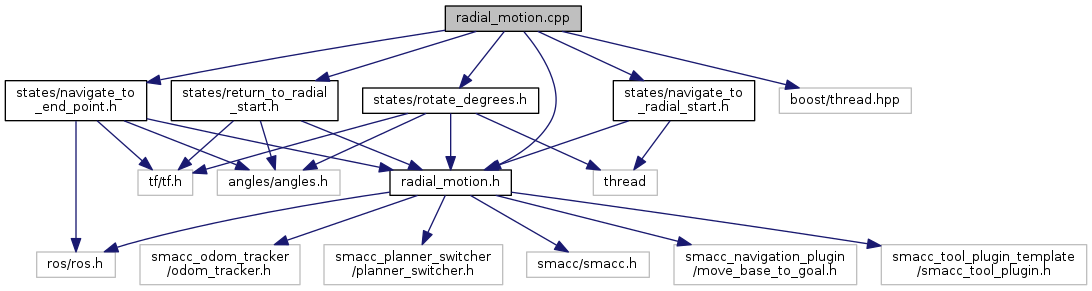 radial_motion.cpp
states/navigate_to
_end_point.h
states/return_to_radial
_start.h
states/rotate_degrees.h
states/navigate_to
_radial_start.h
boost/thread.hpp
tf/tf.h
angles/angles.h
radial_motion.h
thread
ros/ros.h
smacc_odom_tracker
/odom_tracker.h
smacc_planner_switcher
/planner_switcher.h
smacc/smacc.h
smacc_navigation_plugin
/move_base_to_goal.h
smacc_tool_plugin_template
/smacc_tool_plugin.h